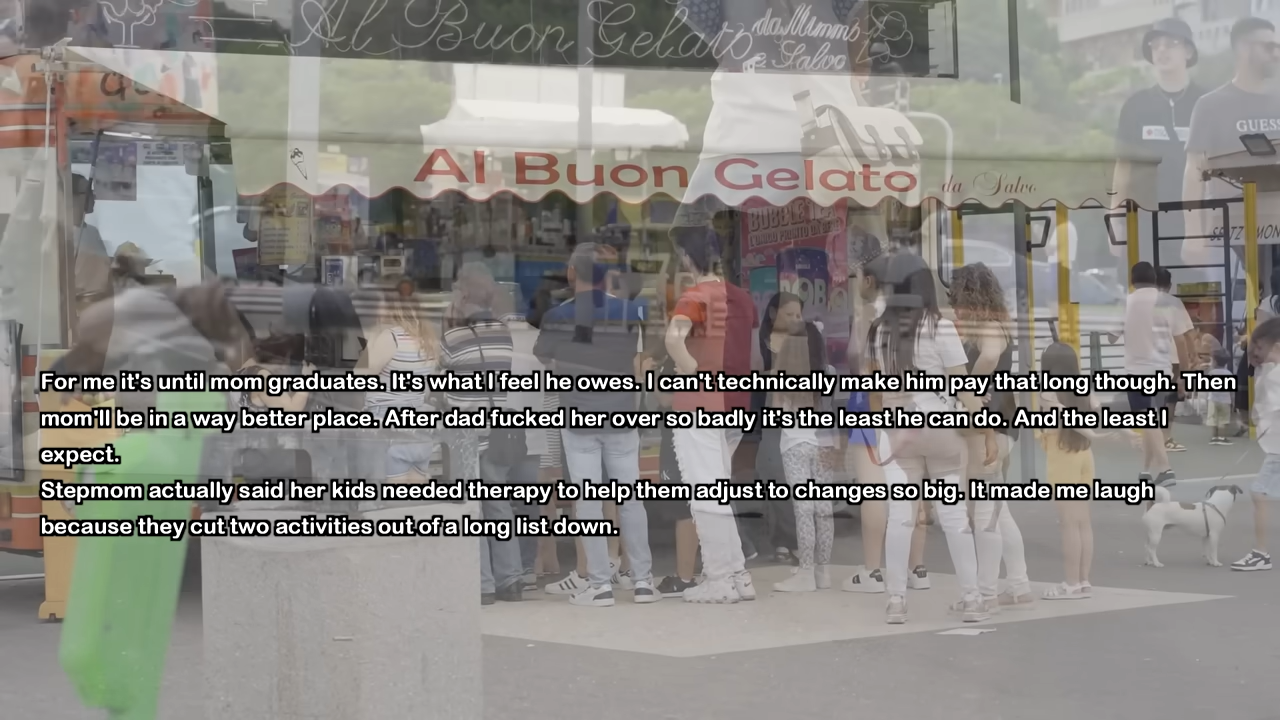 Al Buon Gelato
da Mimmo
e Salvo
Al Buon Gelato
da Salvo
GUESS
BUBBLE
For me it's until mom graduates. It's what I feel he owes. I can't technically make him pay that long though. Then
mom'll be in a way better place. After dad fucked her over so badly it's the least he can do. And the least I
expect.
Stepmom actually said her kids needed therapy to help them adjust to changes so big. It made me laugh
because they cut two activities out of a long list down.